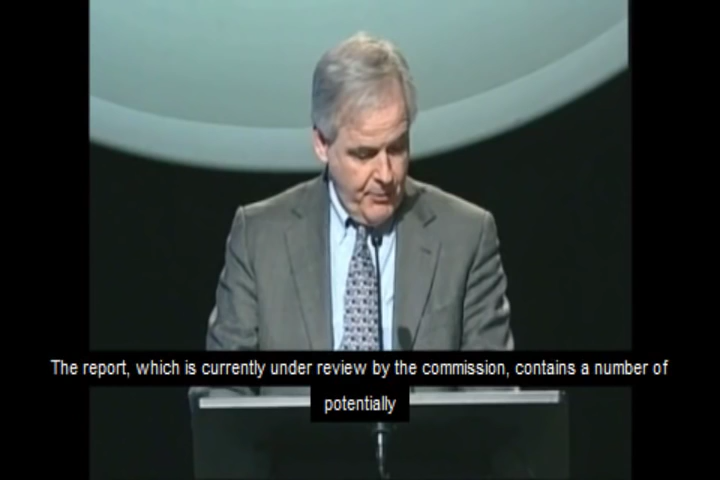 The report, which is currently under review by the commission, contains a number of
potentially